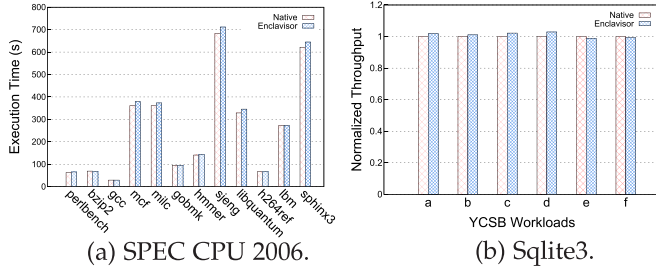 Execution Time (s)
800
700
600
500
400
300
200
100
0
Native
Enclavisor
perlbench
bzip2
gcc
mcf
milc
gobmk
hmmer
sjeng
libquantum
h264ref
lbm
sphinx3
(a) SPEC CPU 2006.
Normalized Throughput
1.2
1
0.8
0.6
0.4
0.2
0
Native
Enclavisor
a b c d e f
YCSB Workloads
(b) Sqlite3.